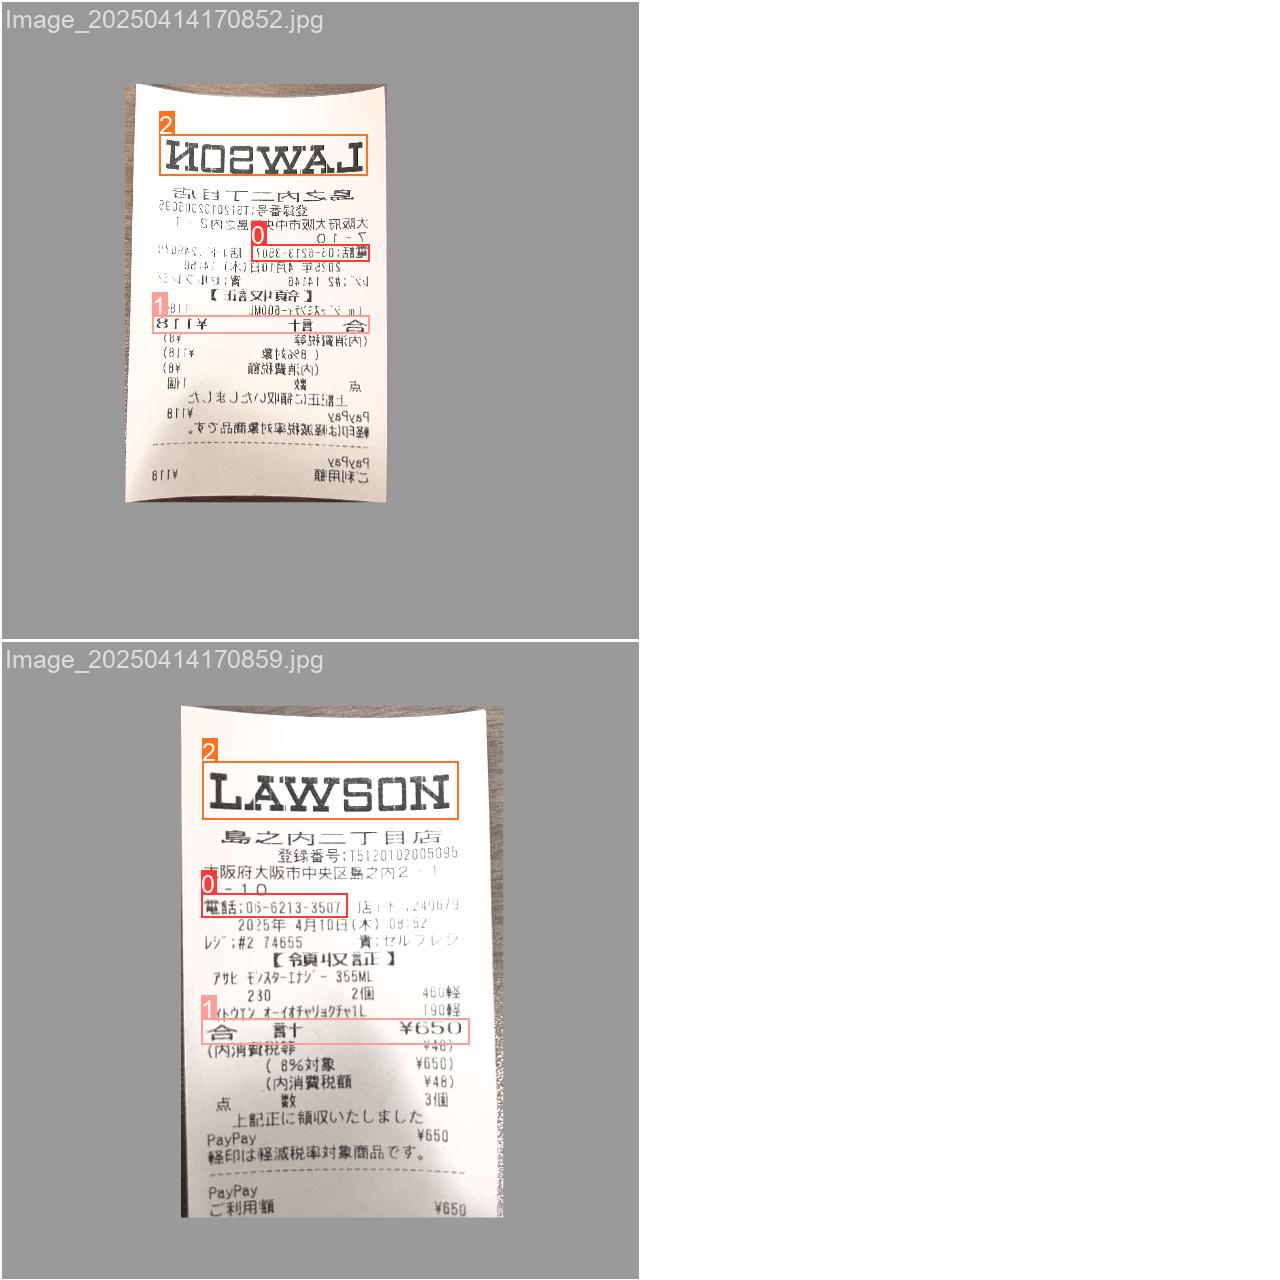 Image_20250414170852.jpg
2
LAWSON
島之内二丁目店
登録番号:T5120102005095
大阪府大阪市中央 島之内2-1
7-10
0
電話:06-6213-3507 店コード:249679
2025年 4月10日(木) 14:50
レジ:#2 14146 責:セルフレジ
【領収証】
1
合計 ¥118
(内消費税等 ¥8)
( 8%対象 ¥118)
(内消費税額 ¥8)
点 数 1個
上記正に領収いたしました
PayPay ¥118
軽印は軽減税率対象商品です。
PayPay
ご利用額 ¥118
Image_20250414170859.jpg
2
LAWSON
島之内二丁目店
登録番号:T5120102005095
大阪府大阪市中央区島之内2-1
0
-10
電話:06-6213-3507 店コード:249679
2025年 4月10日(木) 08:52
レジ:#2 74655 責:セルフレジ
【領収証】
アサヒ モンスターエナジー 355ML
230 2個 460軽
1
イトウエン オーイオチャリョクチャ1L 190軽
合計 ¥650
(内消費税等 ¥48)
( 8%対象 ¥650)
(内消費税額 ¥48)
点 数 3個
上記正に領収いたしました
PayPay ¥650
軽印は軽減税率対象商品です。
PayPay
ご利用額 ¥650